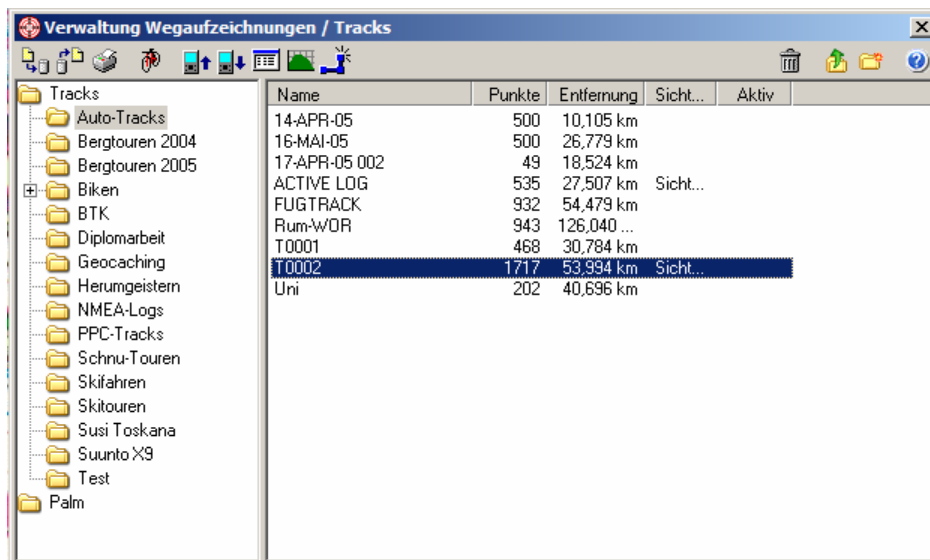 Verwaltung Wegaufzeichnungen / Tracks
Tracks
Auto-Tracks
Bergtouren 2004
Bergtouren 2005
Biken
BTK
Diplomarbeit
Geocaching
Herumgeistern
NMEA-Logs
PPC-Tracks
Schnu-Touren
Skifahren
Skitouren
Susi Toskana
Suunto X9
Test
Palm
Name Punkte Entfernung Sicht... Aktiv
14-APR-05 500 10,105 km
16-MAI-05 500 26,779 km
17-APR-05 002 49 18,524 km
ACTIVE LOG 535 27,507 km Sicht...
FUGTRACK 932 54,479 km
Rum-WOR 943 126,040 ...
T0001 468 30,784 km
T0002 1717 53,994 km Sicht...
Uni 202 40,696 km